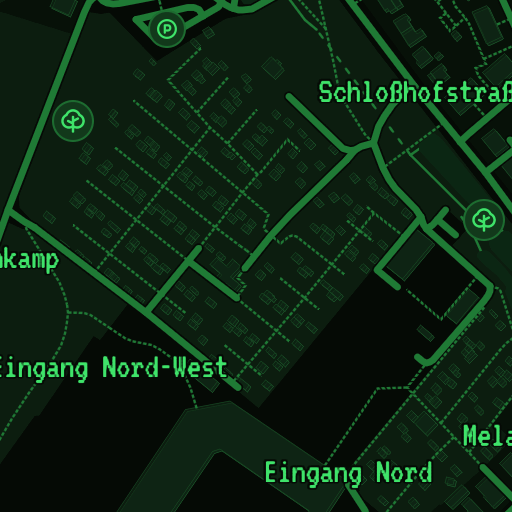 P
Schloßhofstraß
nkamp
Eingang Nord-West
Mela
Eingang Nord